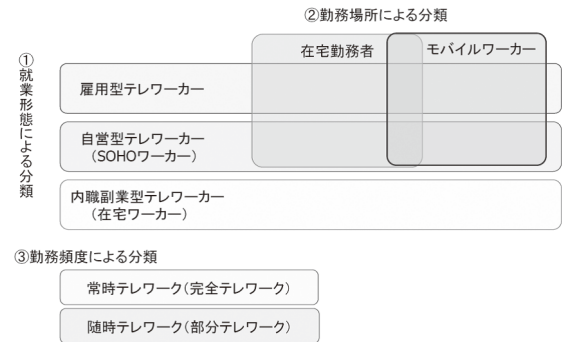 ②勤務場所による分類
在宅勤務者
モバイルワーカー
①就業形態による分類
雇用型テレワーカー
自営型テレワーカー
（SOHOワーカー）
内職副業型テレワーカー
（在宅ワーカー）
③勤務頻度による分類
常時テレワーク（完全テレワーク）
随時テレワーク（部分テレワーク）